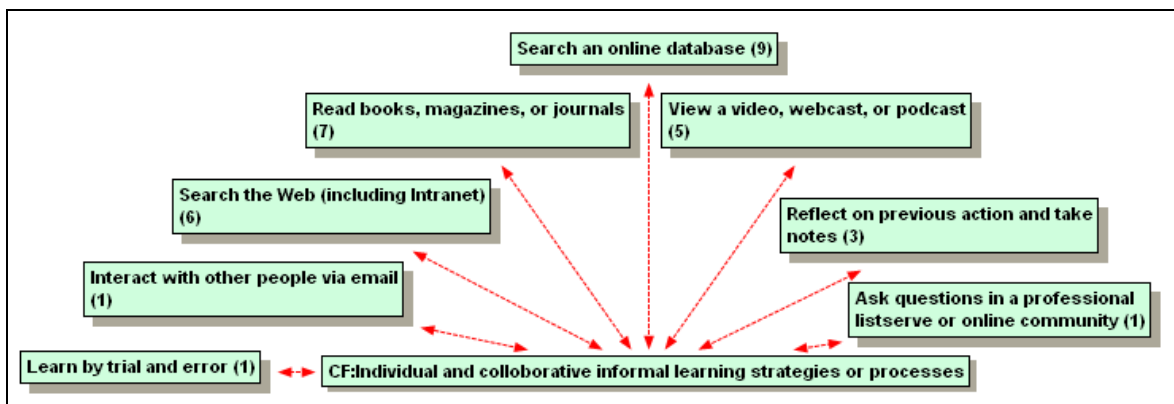 Search an online database (9)
Read books, magazines, or journals
(7)
View a video, webcast, or podcast
(5)
Search the Web (including Intranet)
(6)
Reflect on previous action and take
notes (3)
Interact with other people via email
(1)
Ask questions in a professional
listserve or online community (1)
Learn by trial and error (1)
CF:Individual and colloborative informal learning strategies or processes